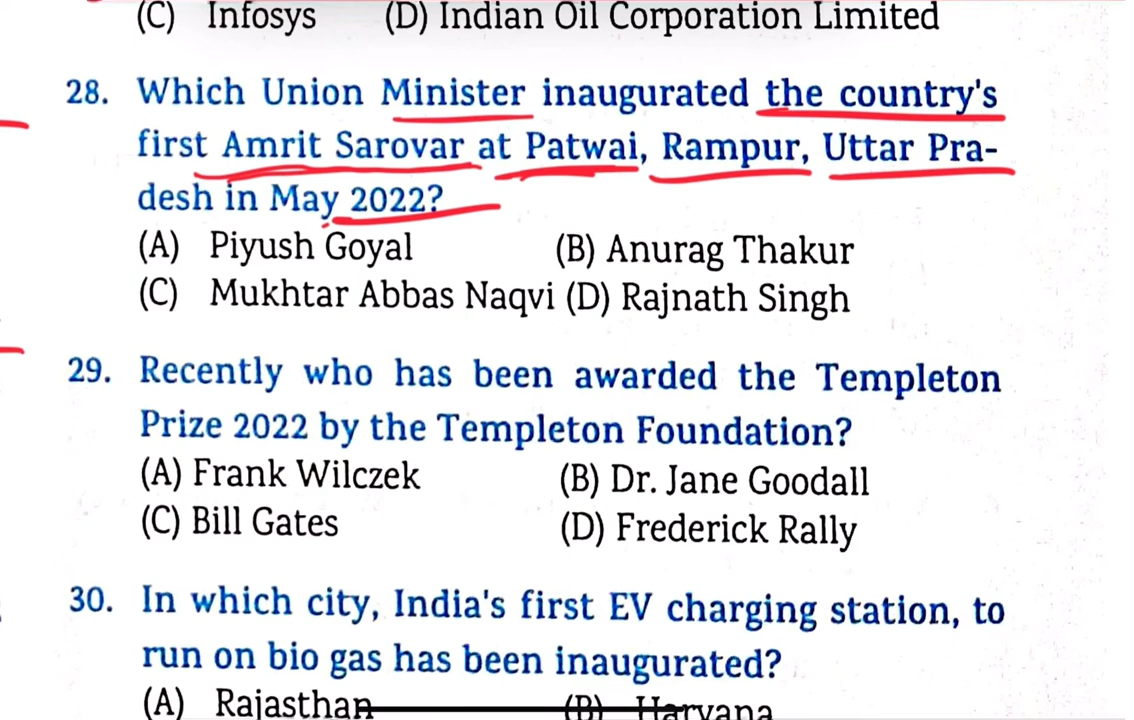 (C) Infosys (D) Indian Oil Corporation Limited
28. Which Union Minister inaugurated the country's
first Amrit Sarovar at Patwai, Rampur, Uttar Pra-
desh in May 2022?
(A) Piyush Goyal (B) Anurag Thakur
(C) Mukhtar Abbas Naqvi (D) Rajnath Singh
29. Recently who has been awarded the Templeton
Prize 2022 by the Templeton Foundation?
(A) Frank Wilczek (B) Dr. Jane Goodall
(C) Bill Gates (D) Frederick Rally
30. In which city, India's first EV charging station, to
run on bio gas has been inaugurated?
(A) Rajasthan (B) Haryana